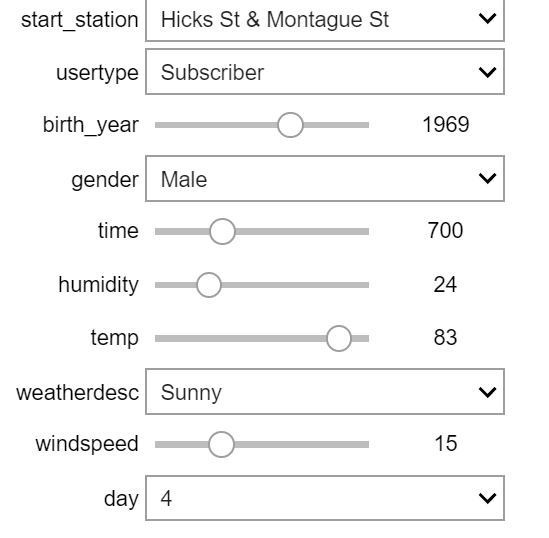 start_station Hicks St & Montague St
usertype Subscriber
birth_year 1969
gender Male
time 700
humidity 24
temp 83
weatherdesc Sunny
windspeed 15
day 4